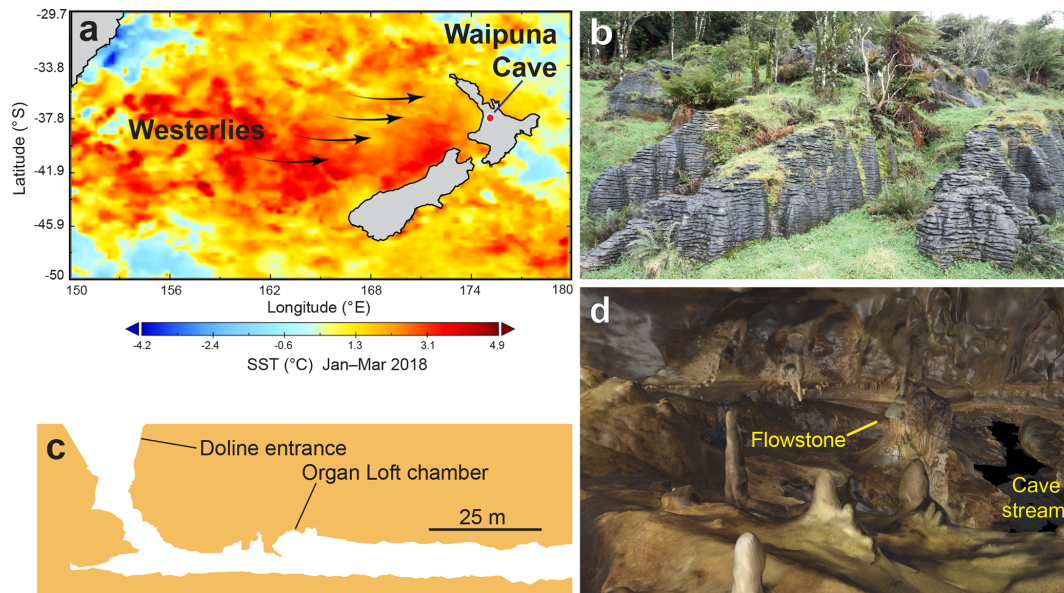 a
Waipuna
Cave
Westerlies
Latitude (°S)
-29.7
-33.8
-37.8
-41.9
-45.9
-50
150
156
162
168
174
180
Longitude (°E)
-4.2
-2.4
-0.6
1.3
3.1
4.9
SST (°C) Jan–Mar 2018
b
c
Doline entrance
Organ Loft chamber
25 m
d
Flowstone
Cave
stream